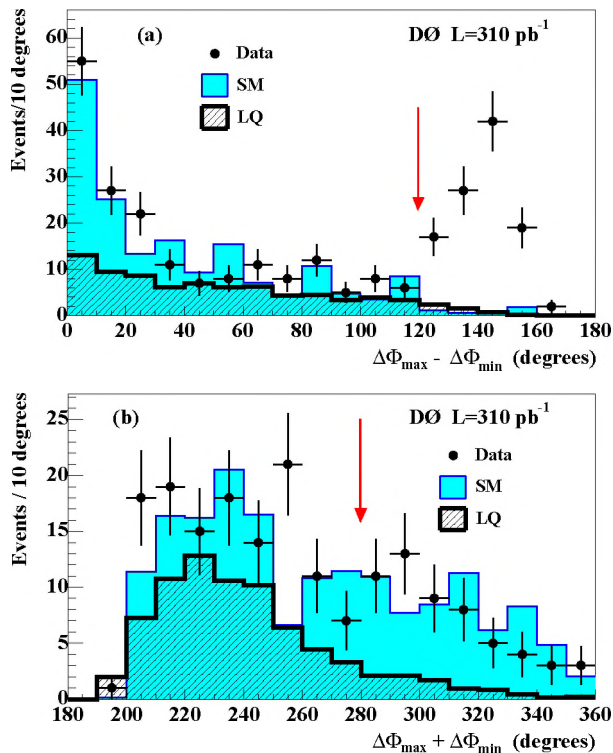 (a)
DØ L=310 pb⁻¹
Data
SM
LQ
Events/10 degrees
60
50
40
30
20
10
0
0 20 40 60 80 100 120 140 160 180
ΔΦmax - ΔΦmin (degrees)
(b)
DØ L=310 pb⁻¹
Data
SM
LQ
Events / 10 degrees
25
20
15
10
5
0
180 200 220 240 260 280 300 320 340 360
ΔΦmax + ΔΦmin (degrees)